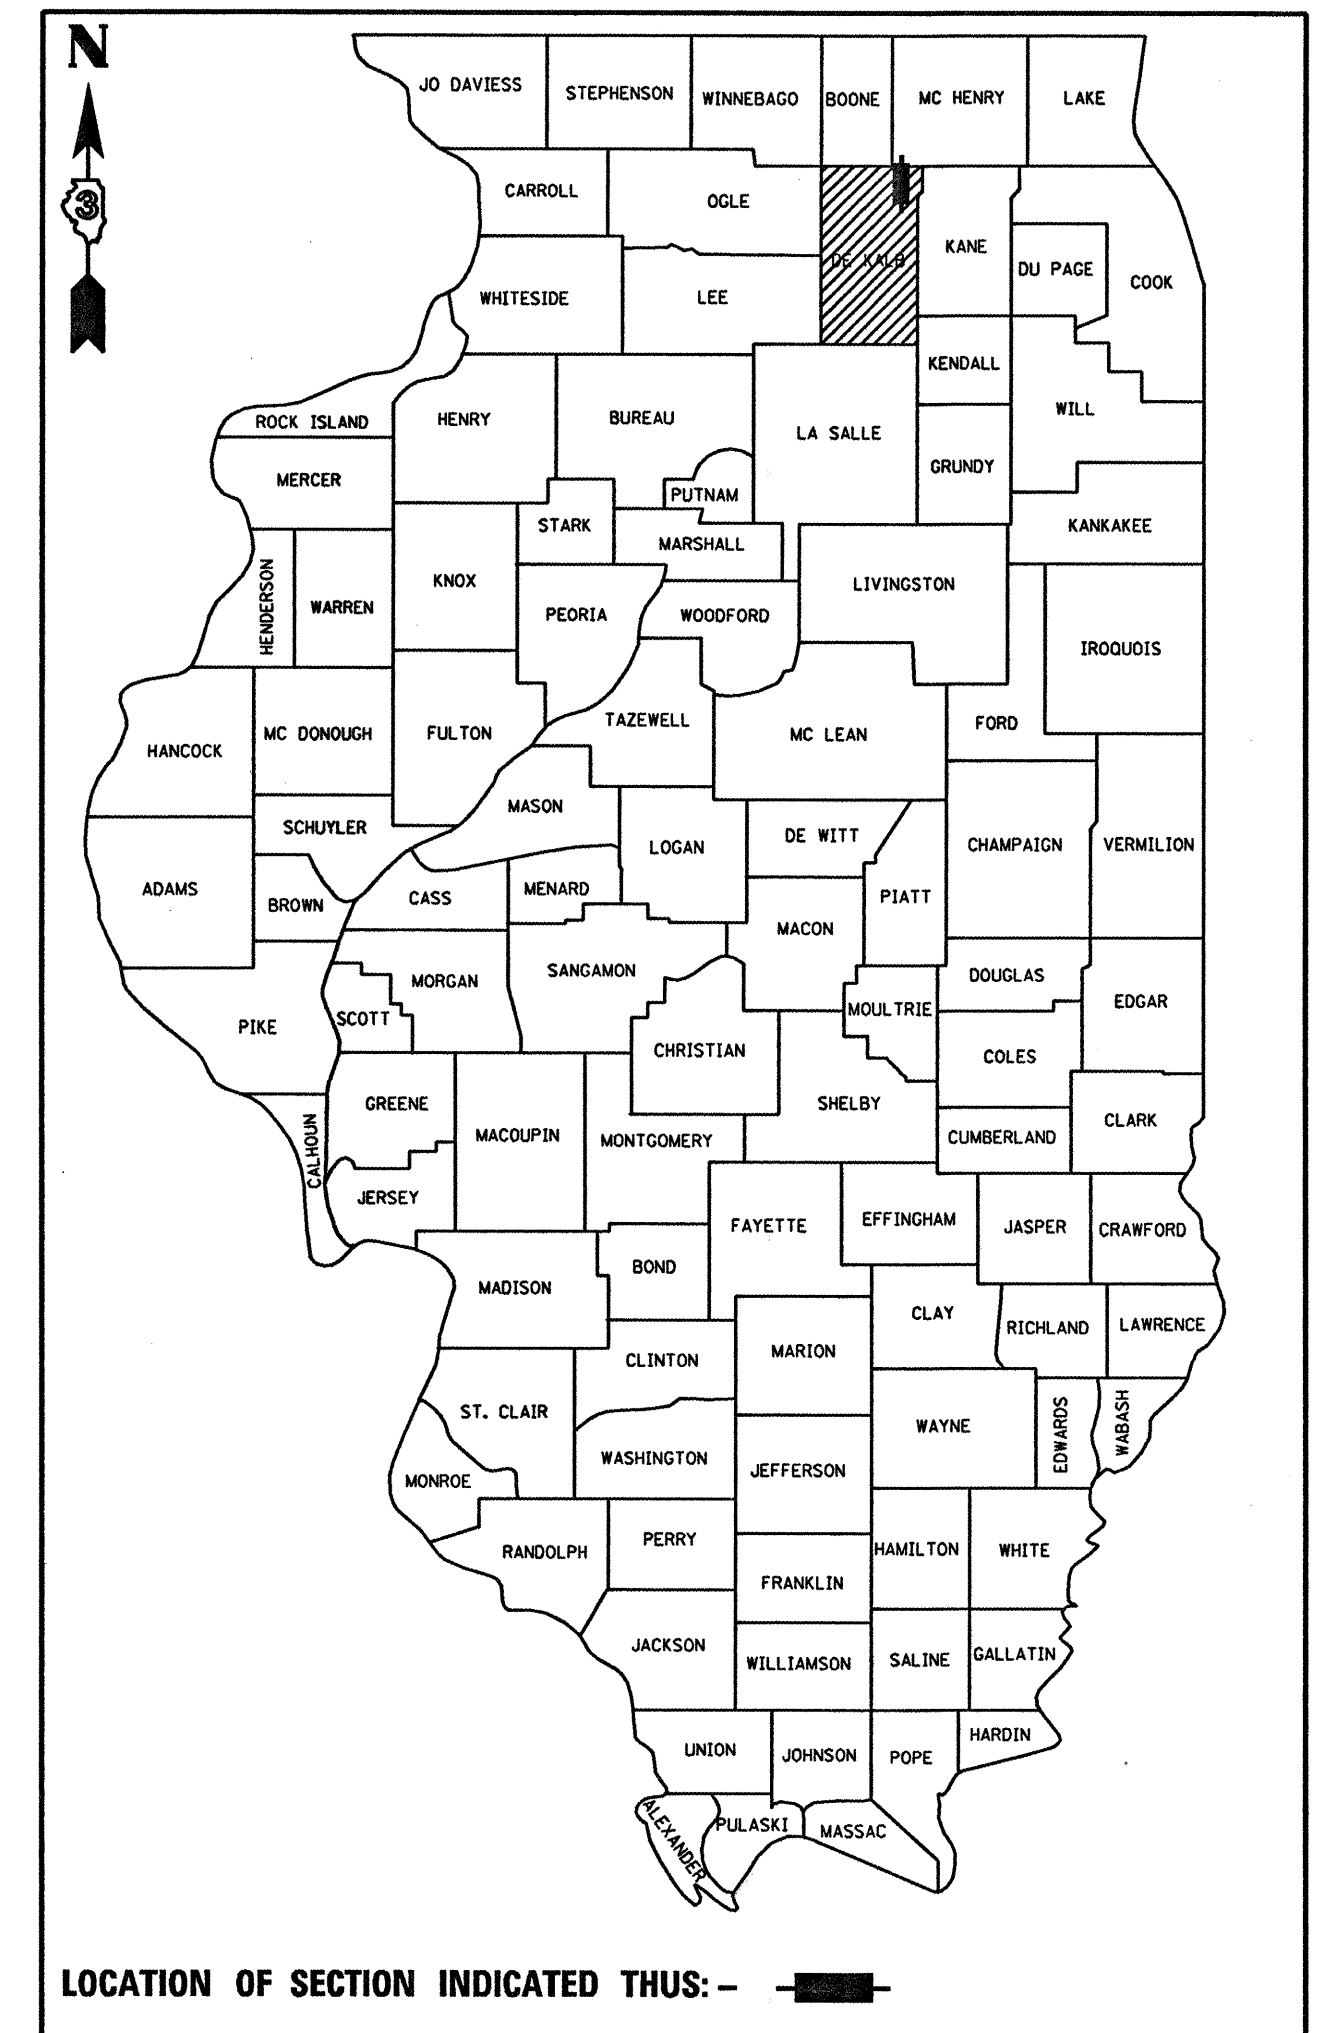 N
3
JO DAVIESS
STEPHENSON
WINNEBAGO
BOONE
MC HENRY
LAKE
CARROLL
OGLE
DE KALB
KANE
DU PAGE
COOK
WHITESIDE
LEE
KENDALL
ROCK ISLAND
HENRY
BUREAU
LA SALLE
WILL
MERCER
PUTNAM
GRUNDY
STARK
MARSHALL
KANKAKEE
HENDERSON
WARREN
KNOX
PEORIA
WOODFORD
LIVINGSTON
IROQUOIS
HANCOCK
MC DONOUGH
FULTON
TAZEWELL
MC LEAN
FORD
SCHUYLER
MASON
LOGAN
DE WITT
CHAMPAIGN
VERMILION
ADAMS
BROWN
CASS
MENARD
MACON
PIATT
PIKE
SCOTT
MORGAN
SANGAMON
MOULTRIE
DOUGLAS
EDGAR
CHRISTIAN
COLES
CALHOUN
GREENE
MACOUPIN
MONTGOMERY
SHELBY
CUMBERLAND
CLARK
JERSEY
FAYETTE
EFFINGHAM
JASPER
CRAWFORD
MADISON
BOND
CLAY
RICHLAND
LAWRENCE
CLINTON
MARION
ST. CLAIR
WAYNE
EDWARDS
WABASH
MONROE
WASHINGTON
JEFFERSON
RANDOLPH
PERRY
HAMILTON
WHITE
FRANKLIN
JACKSON
WILLIAMSON
SALINE
GALLATIN
UNION
JOHNSON
POPE
HARDIN
ALEXANDER
PULASKI
MASSAC
LOCATION OF SECTION INDICATED THUS: –